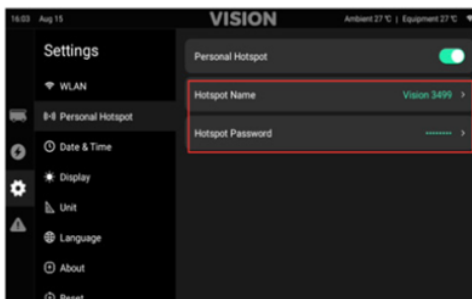 16:03 Aug 15 VISION Ambient 27 ℃ | Equipment 27 ℃
Settings
WLAN
Personal Hotspot
Date & Time
Display
Unit
Language
About
Reset
Personal Hotspot
Hotspot Name Vision 3499 >
Hotspot Password ········ >